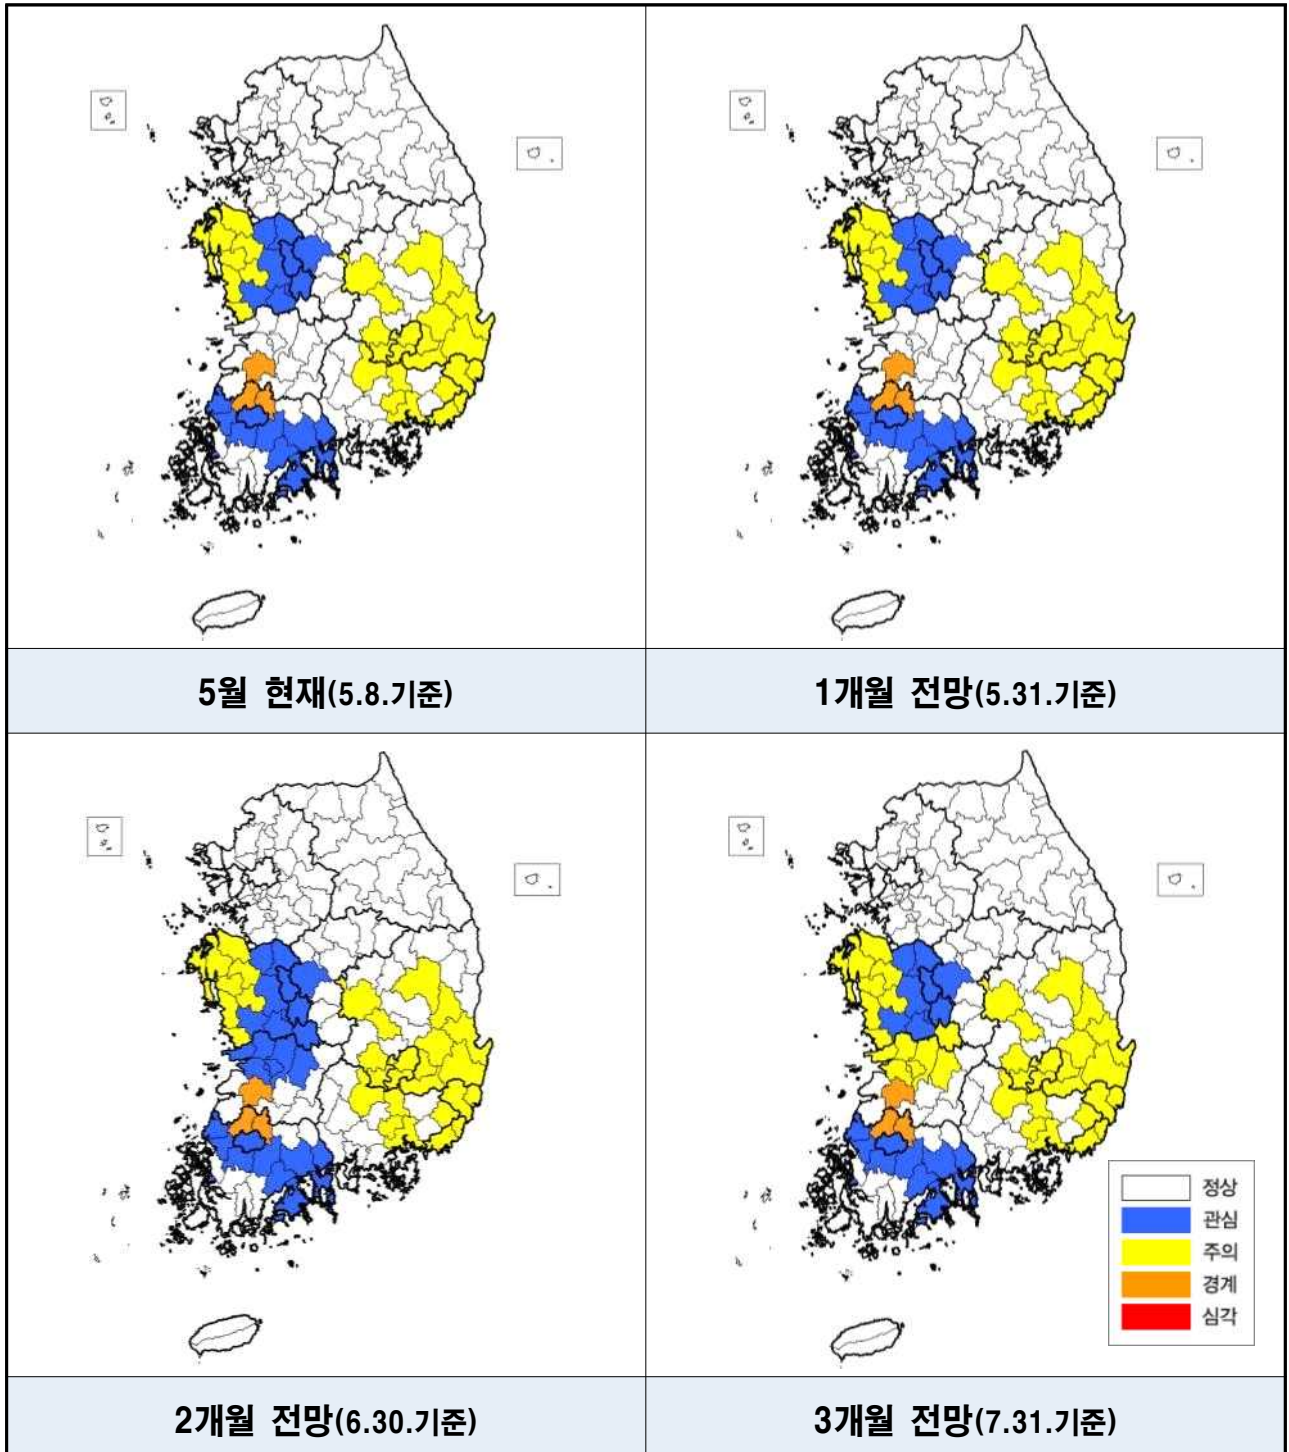 5월 현재(5.8.기준)
1개월 전망(5.31.기준)
정상
관심
주의
경계
심각
2개월 전망(6.30.기준)
3개월 전망(7.31.기준)